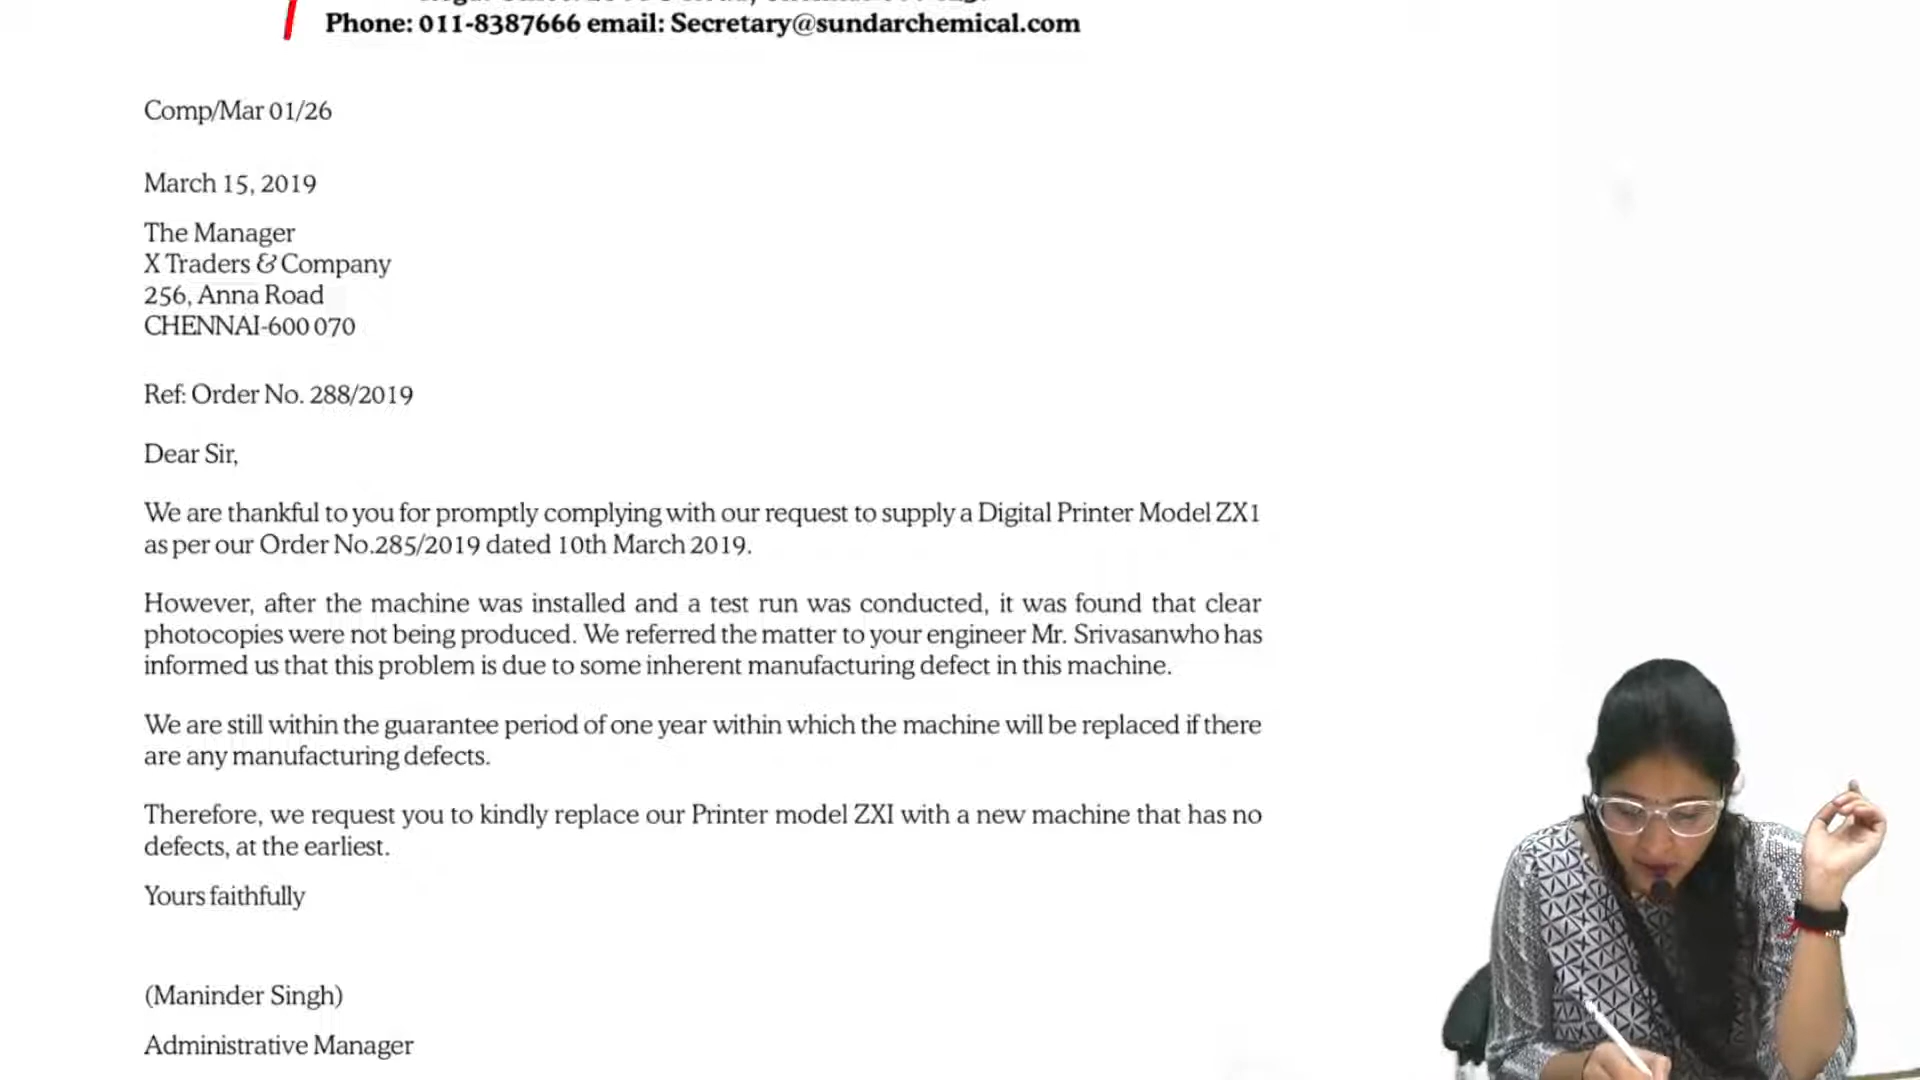 Phone: 011-8387666 email: Secretary@sundarchemical.com
Comp/Mar 01/26
March 15, 2019
The Manager
X Traders & Company
256, Anna Road
CHENNAI-600 070
Ref: Order No. 288/2019
Dear Sir,
We are thankful to you for promptly complying with our request to supply a Digital Printer Model ZX1
as per our Order No.285/2019 dated 10th March 2019.
However, after the machine was installed and a test run was conducted, it was found that clear
photocopies were not being produced. We referred the matter to your engineer Mr. Srivasanwho has
informed us that this problem is due to some inherent manufacturing defect in this machine.
We are still within the guarantee period of one year within which the machine will be replaced if there
are any manufacturing defects.
Therefore, we request you to kindly replace our Printer model ZXI with a new machine that has no
defects, at the earliest.
Yours faithfully
(Maninder Singh)
Administrative Manager